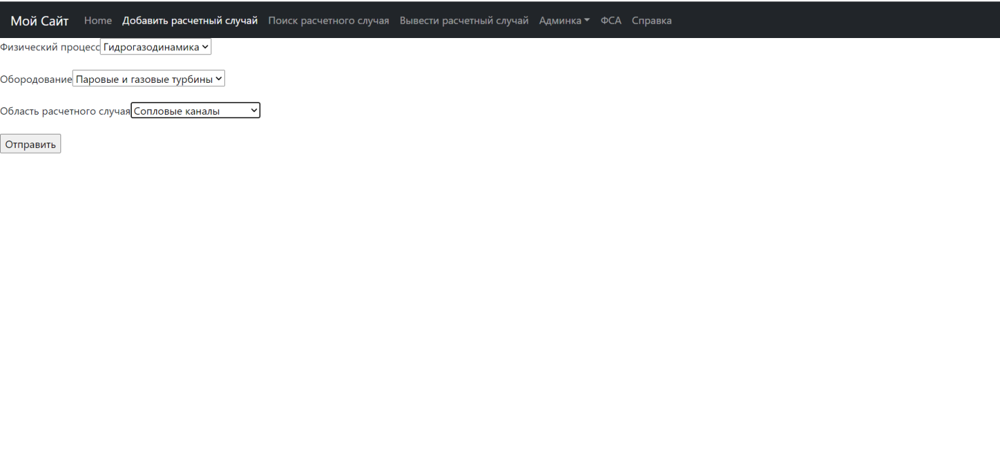 Мой Сайт Home Добавить расчетный случай Поиск расчетного случая Вывести расчетный случай Админка ФСА Справка
Физический процесс Гидрогазодинамика
Обородование Паровые и газовые турбины
Область расчетного случая Сопловые каналы
Отправить